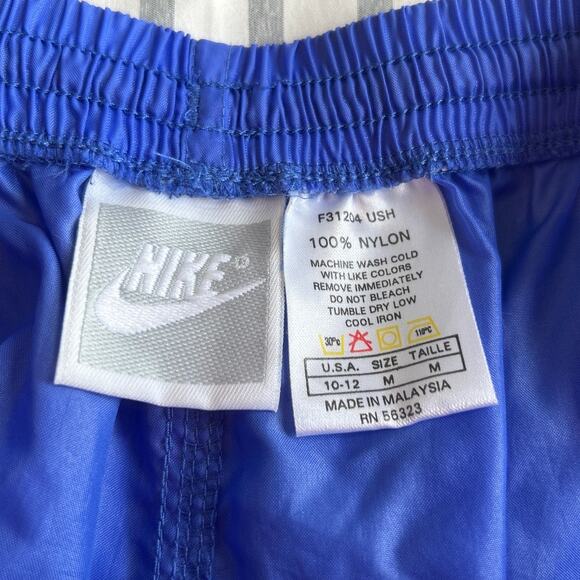 NIKE®
F31204 USH
100% NYLON
MACHINE WASH COLD
WITH LIKE COLORS
REMOVE IMMEDIATELY
DO NOT BLEACH
TUMBLE DRY LOW
COOL IRON
30°c 110°C
U.S.A. SIZE TAILLE
10-12 M M
MADE IN MALAYSIA
RN 56323